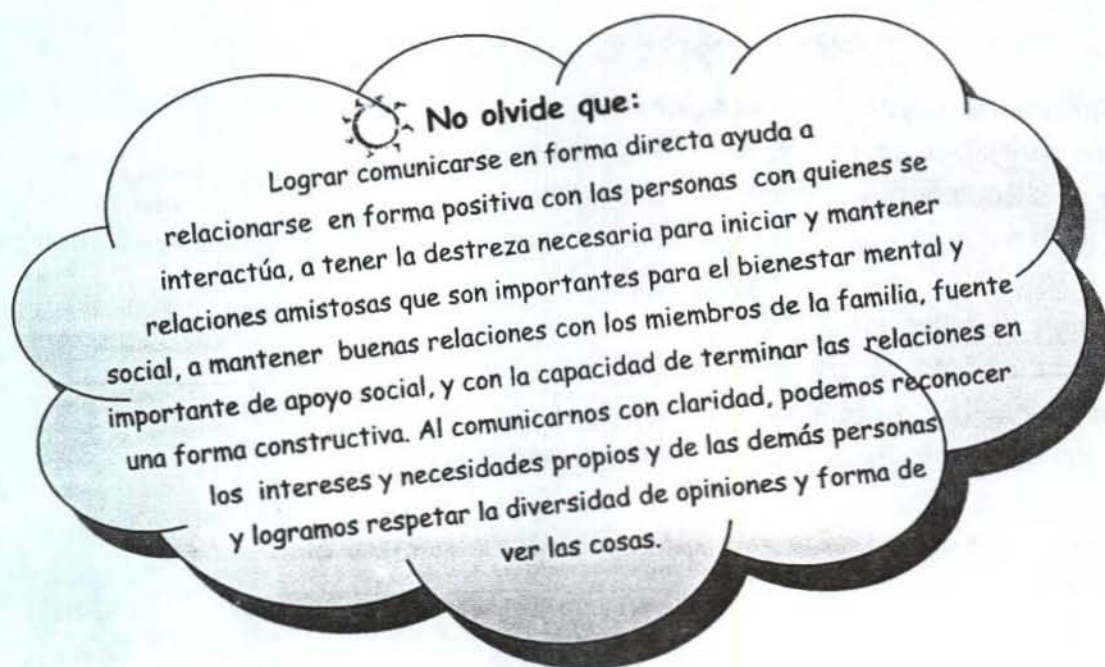 No olvide que:
Lograr comunicarse en forma directa ayuda a
relacionarse en forma positiva con las personas con quienes se
interactúa, a tener la destreza necesaria para iniciar y mantener
relaciones amistosas que son importantes para el bienestar mental y
social, a mantener buenas relaciones con los miembros de la familia, fuente
importante de apoyo social, y con la capacidad de terminar las relaciones en
una forma constructiva. Al comunicarnos con claridad, podemos reconocer
los intereses y necesidades propios y de las demás personas
y logramos respetar la diversidad de opiniones y forma de
ver las cosas.